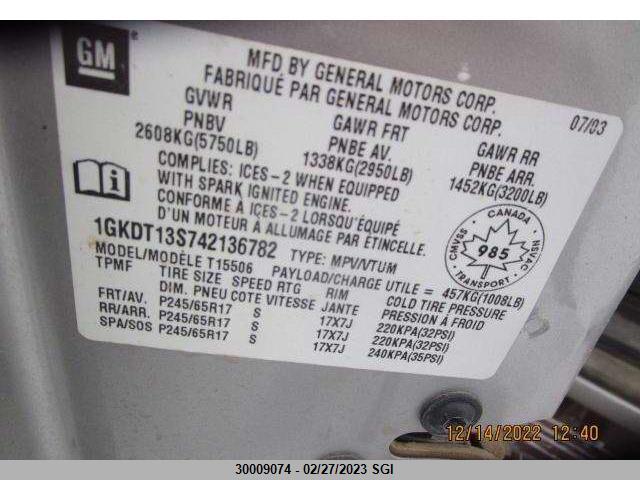 GM
MFD BY GENERAL MOTORS CORP.
FABRIQUÉ PAR GENERAL MOTORS CORP.
07/03
GVWR GAWR FRT GAWR RR
PNBV PNBE AV. PNBE ARR.
2608KG(5750LB) 1338KG(2950LB) 1452KG(3200LB)
COMPLIES: ICES-2 WHEN EQUIPPED
WITH SPARK IGNITED ENGINE.
CONFORME À ICES-2 LORSQU'ÉQUIPÉ
D'UN MOTEUR À ALLUMAGE PAR ÉTINCELLE.
CANADA
CMVSS 985 NSVAC
TRANSPORT
1GKDT13S742136782 TYPE: MPV/VTUM
MODEL/MODÈLE T15506 PAYLOAD/CHARGE UTILE = 457KG(1008LB)
TPMF TIRE SIZE SPEED RTG RIM COLD TIRE PRESSURE
DIM. PNEU COTE VITESSE JANTE PRESSION À FROID
FRT/AV. P245/65R17 S 17X7J 220KPA(32PSI)
RR/ARR. P245/65R17 S 17X7J 220KPA(32PSI)
SPA/SOS P245/65R17 S 17X7J 240KPA(35PSI)
12/14/2022 12:40
30009074 - 02/27/2023 SGI